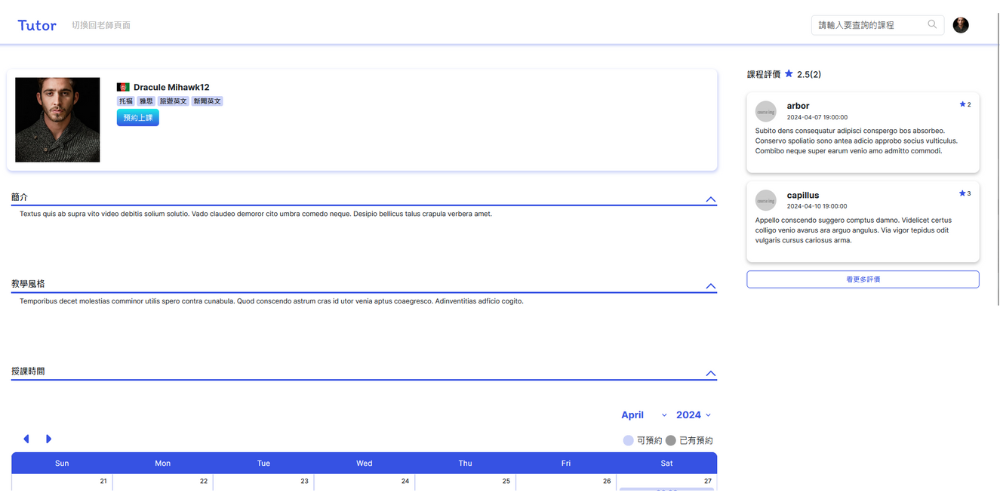 Tutor 切換回老師頁面
請輸入要查詢的課程
Dracule Mihawk12
托福 雅思 旅遊英文 新聞英文
預約上課
簡介
Textus quis ab supra vito video debitis solium solutio. Vado claudeo demoror cito umbra comedo neque. Desipio bellicus talus crapula verbera amet.
教學風格
Temporibus decet molestias comminor utilis spero contra cunabula. Quod conscendo astrum cras id utor venia aptus coaegresco. Adinventitias adficio cogito.
授課時間
April 2024
可預約 已有預約
Sun Mon Tue Wed Thu Fri Sat
21 22 23 24 25 26 27
課程評價 ★ 2.5(2)
arbor ★ 2
2024-04-07 19:00:00
Subito dens consequatur adipisci conspergo bos absorbeo.
Conservo spoliatio sono antea adicio approbo socius vulticulus.
Combibo neque super earum venio amo admitto commodi.
capillus ★ 3
2024-04-10 19:00:00
Appello conscendo suggero comptus damno. Videlicet certus
colligo venio avarus ara arguo angulus. Via vigor tepidus odit
vulgaris cursus cariosus arma.
看更多評價